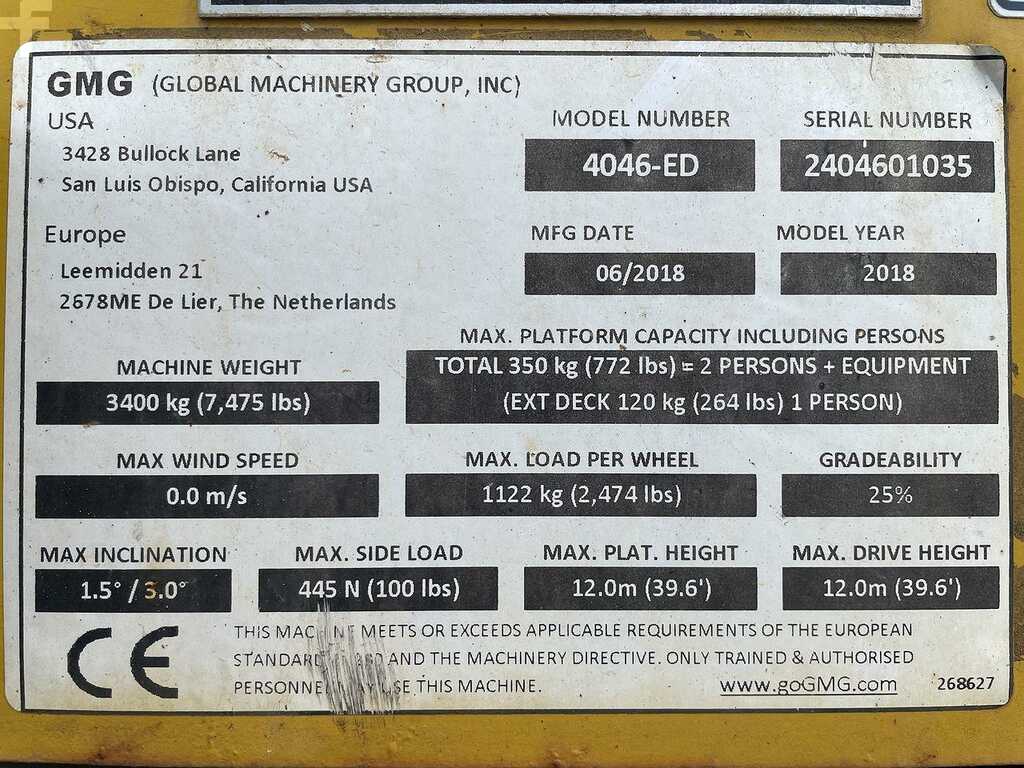 GMG (GLOBAL MACHINERY GROUP, INC)
USA
3428 Bullock Lane
San Luis Obispo, California USA
Europe
Leemidden 21
2678ME De Lier, The Netherlands
MODEL NUMBER
4046-ED
SERIAL NUMBER
2404601035
MFG DATE
06/2018
MODEL YEAR
2018
MACHINE WEIGHT
3400 kg (7,475 lbs)
MAX. PLATFORM CAPACITY INCLUDING PERSONS
TOTAL 350 kg (772 lbs) = 2 PERSONS + EQUIPMENT
(EXT DECK 120 kg (264 lbs) 1 PERSON)
MAX WIND SPEED
0.0 m/s
MAX. LOAD PER WHEEL
1122 kg (2,474 lbs)
GRADEABILITY
25%
MAX INCLINATION
1.5° / 3.0°
MAX. SIDE LOAD
445 N (100 lbs)
MAX. PLAT. HEIGHT
12.0m (39.6')
MAX. DRIVE HEIGHT
12.0m (39.6')
CE
THIS MACHINE MEETS OR EXCEEDS APPLICABLE REQUIREMENTS OF THE EUROPEAN
STANDARD AND THE MACHINERY DIRECTIVE. ONLY TRAINED & AUTHORISED
PERSONNEL MAY USE THIS MACHINE.
www.goGMG.com
268627